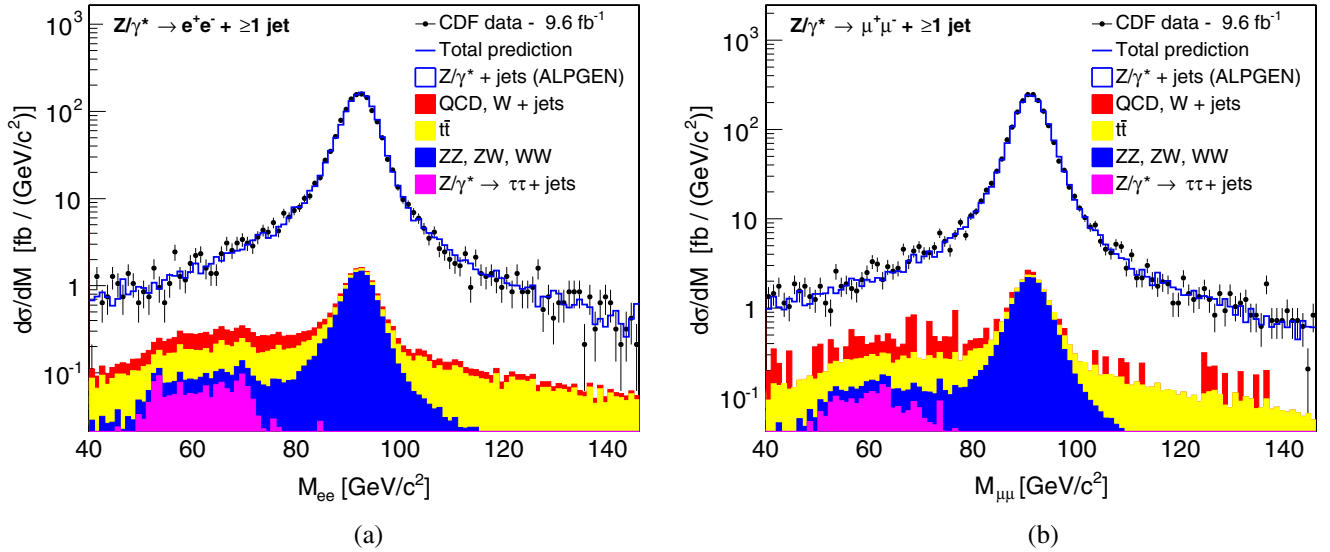 Z/γ* → e⁺e⁻ + ≥1 jet
CDF data - 9.6 fb⁻¹
Total prediction
Z/γ* + jets (ALPGEN)
QCD, W + jets
tt̄
ZZ, ZW, WW
Z/γ* → ττ + jets
dσ/dM [fb / (GeV/c²)]
10³
10²
10
1
10⁻¹
40 60 80 100 120 140
M_ee [GeV/c²]
(a)
Z/γ* → μ⁺μ⁻ + ≥1 jet
CDF data - 9.6 fb⁻¹
Total prediction
Z/γ* + jets (ALPGEN)
QCD, W + jets
tt̄
ZZ, ZW, WW
Z/γ* → ττ + jets
dσ/dM [fb / (GeV/c²)]
10³
10²
10
1
10⁻¹
40 60 80 100 120 140
M_μμ [GeV/c²]
(b)